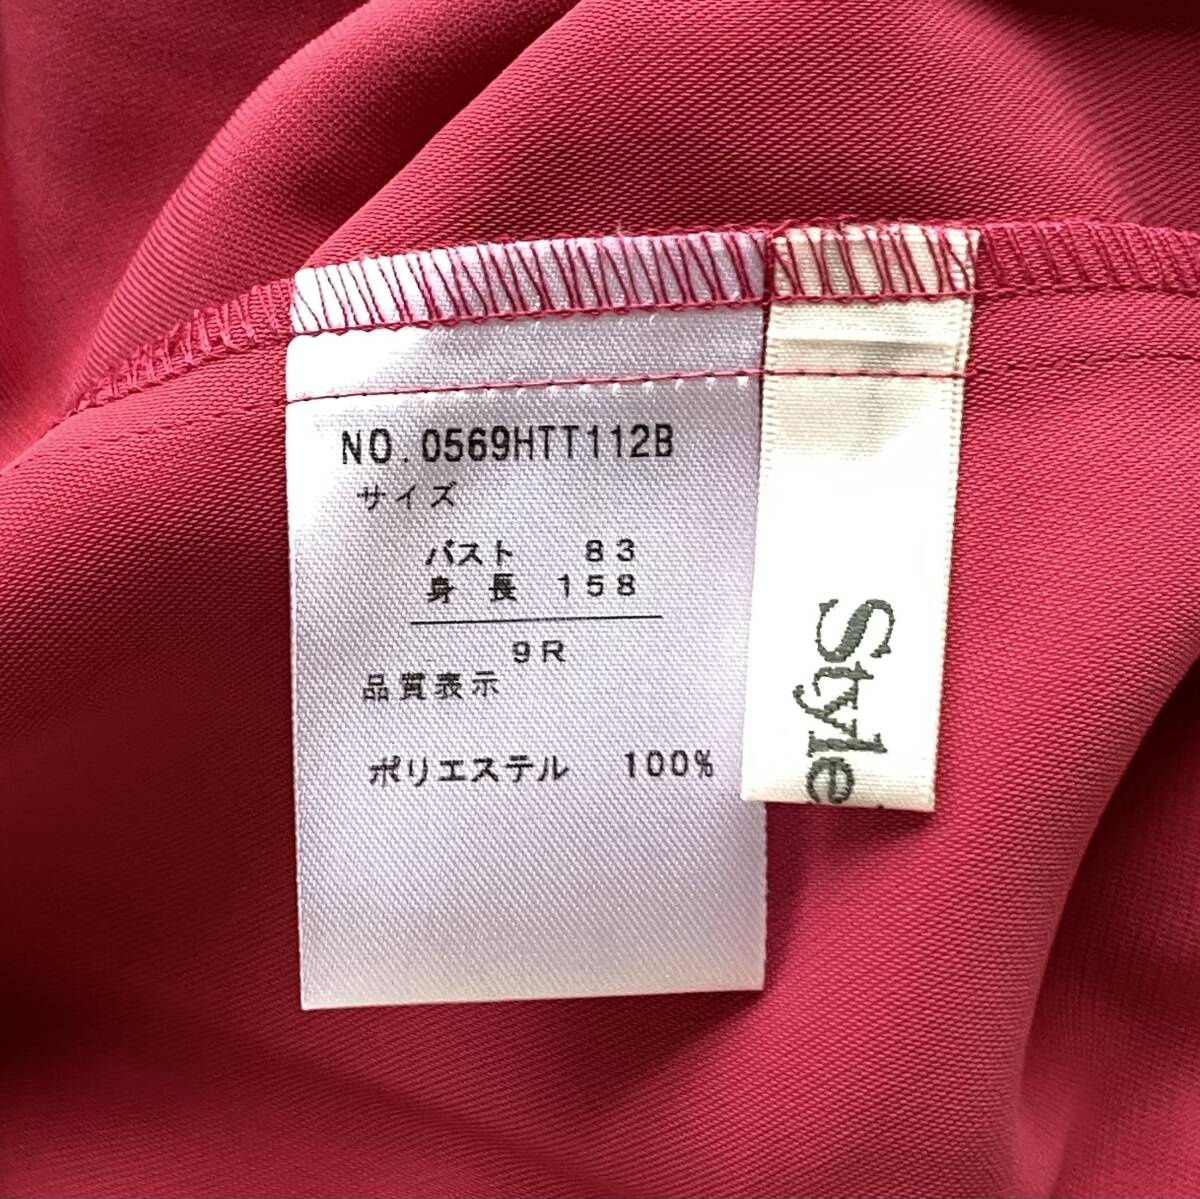 NO.0569HTT112B
サイズ
バスト 83
身長 158
9R
品質表示
ポリエステル 100%
Style